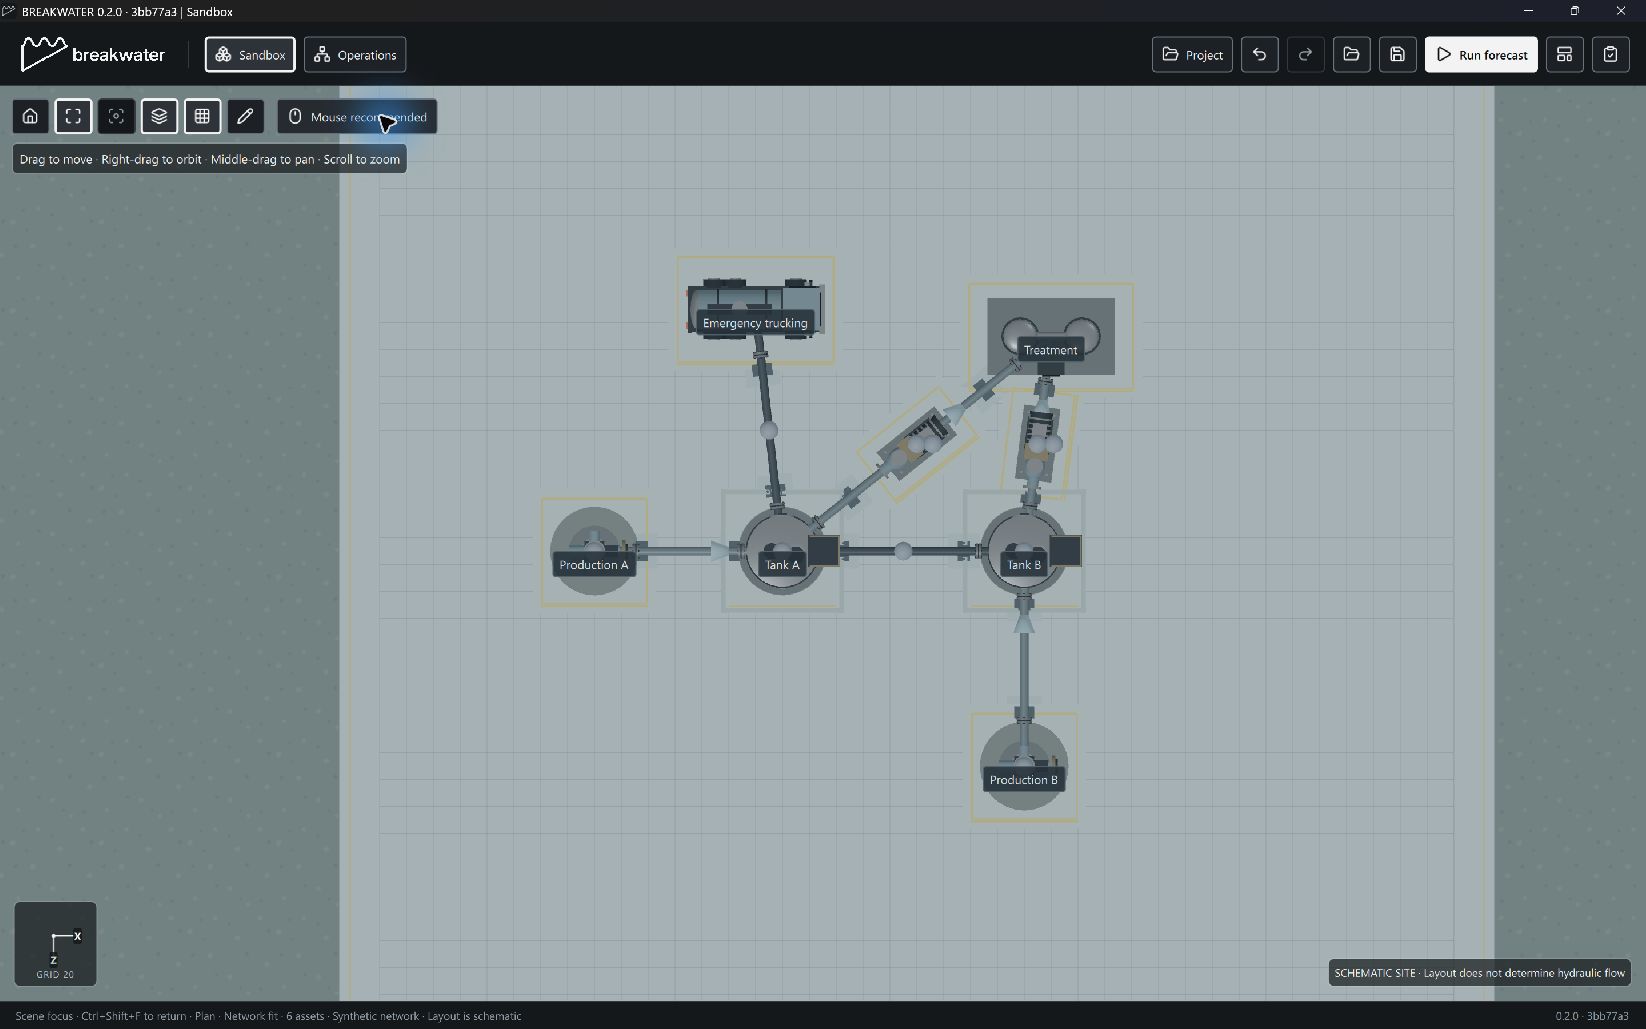 BREAKWATER 0.2.0 · 3bb77a3 | Sandbox
breakwater
Sandbox
Operations
Project
Run forecast
Mouse recommended
Drag to move · Right-drag to orbit · Middle-drag to pan · Scroll to zoom
Emergency trucking
Treatment
Production A
Tank A
Tank B
Production B
X
Z
GRID 20
SCHEMATIC SITE · Layout does not determine hydraulic flow
Scene focus · Ctrl+Shift+F to return · Plan · Network fit · 6 assets · Synthetic network · Layout is schematic
0.2.0 · 3bb77a3